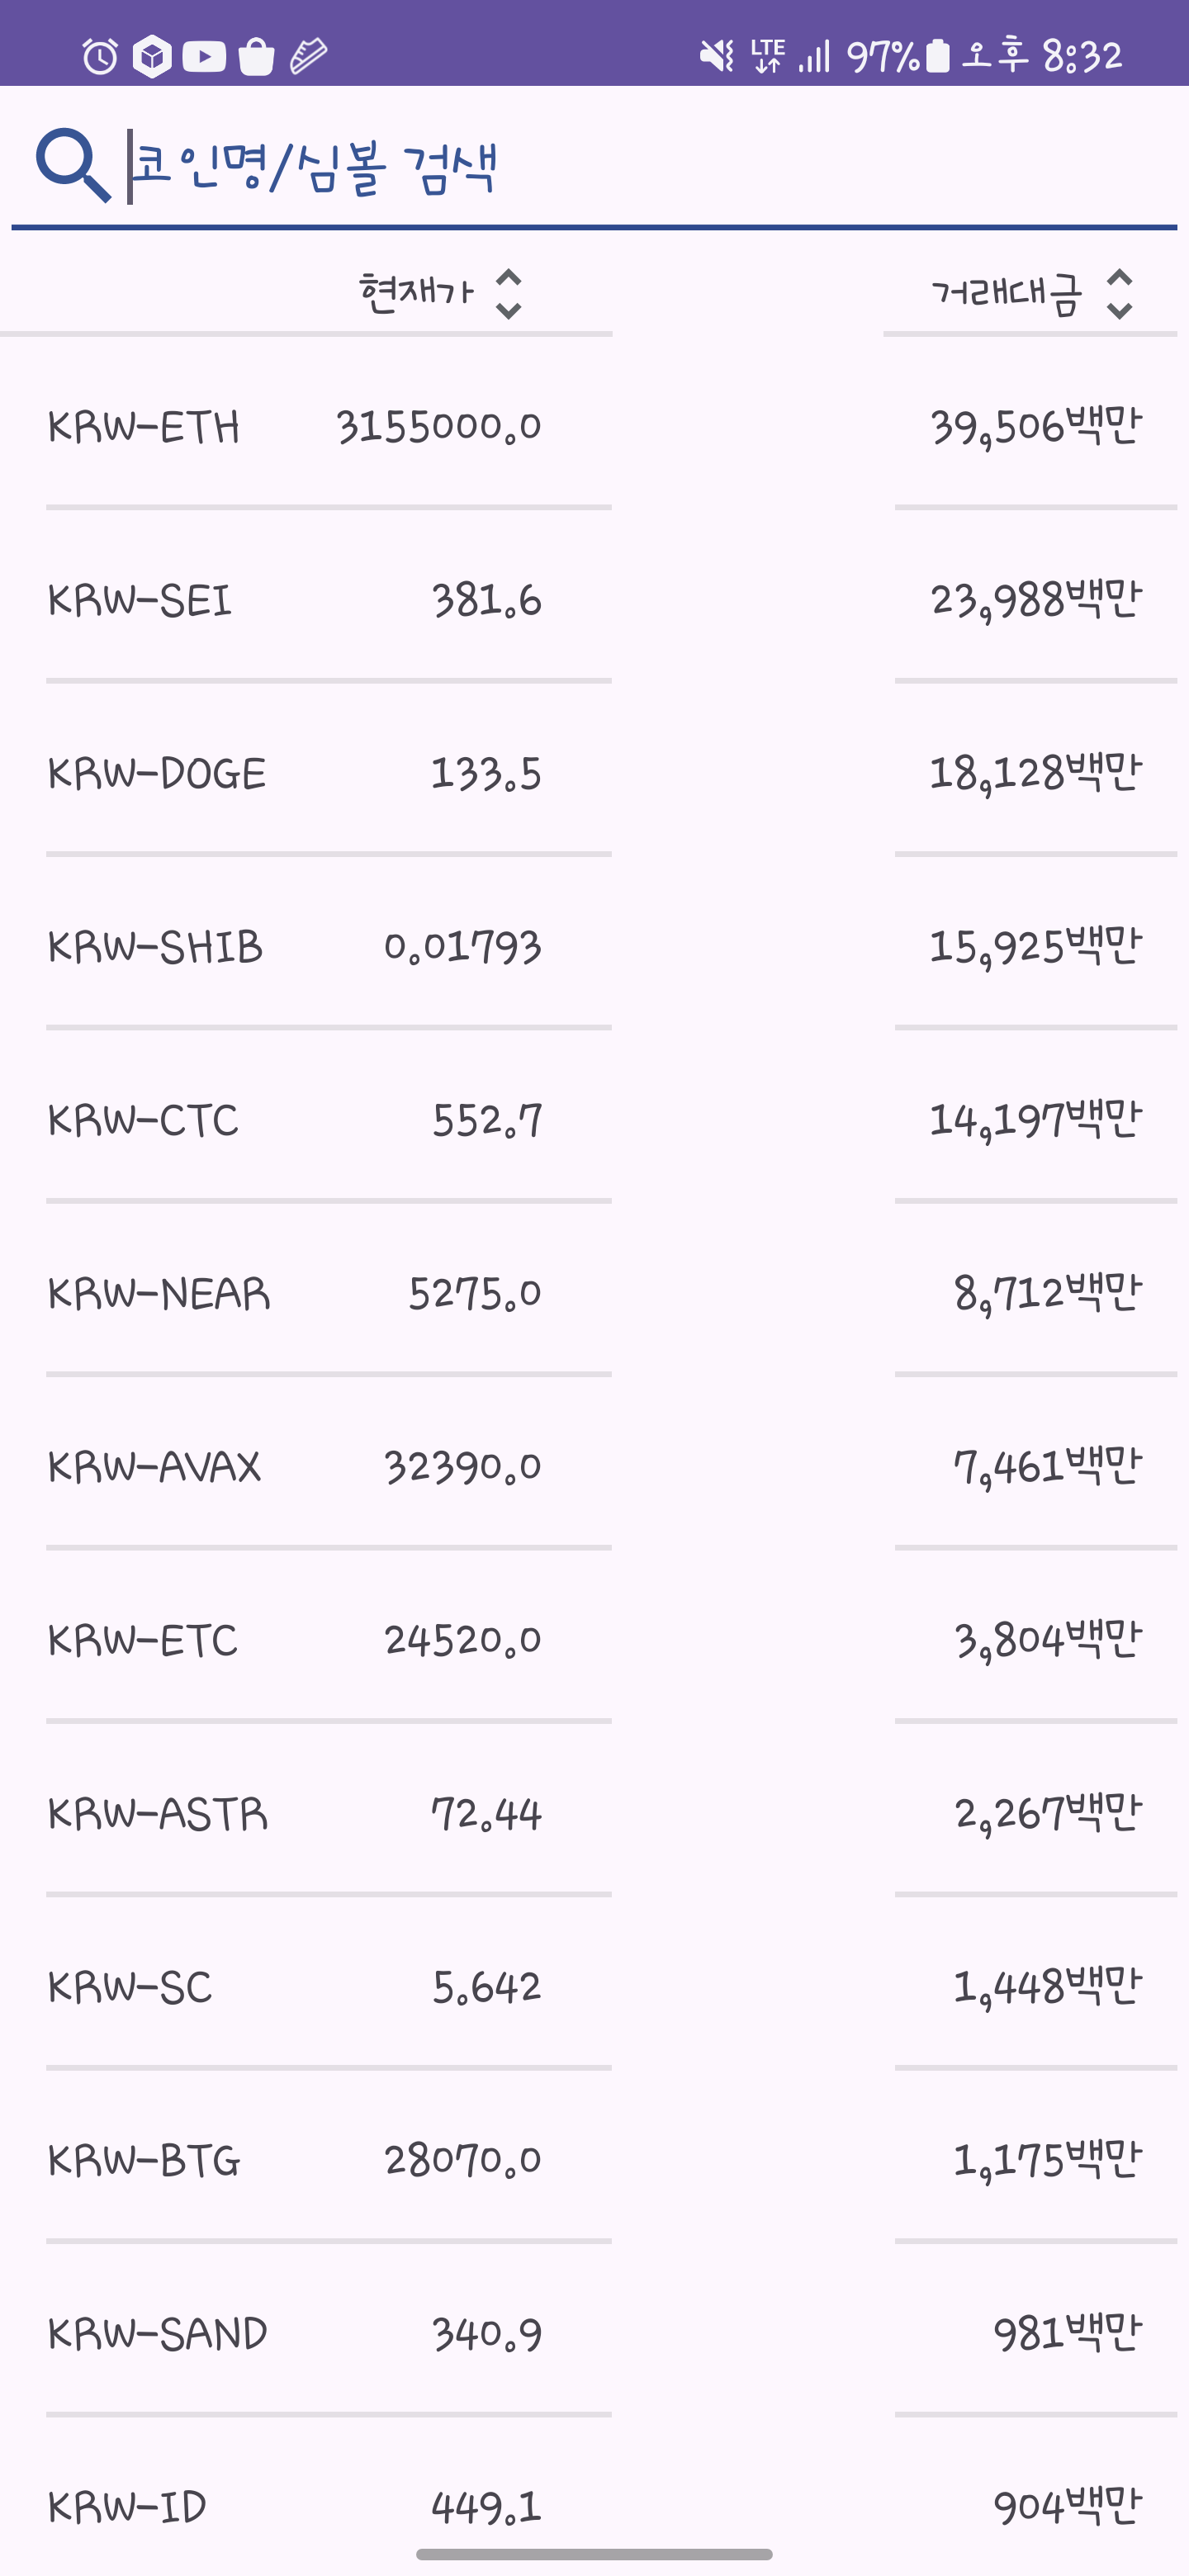 LTE 97% 오후 8:32
코인명/심볼 검색
현재가 거래대금
KRW-ETH 3155000.0 39,506백만
KRW-SEI 381.6 23,988백만
KRW-DOGE 133.5 18,128백만
KRW-SHIB 0.01793 15,925백만
KRW-CTC 552.7 14,197백만
KRW-NEAR 5275.0 8,712백만
KRW-AVAX 32390.0 7,461백만
KRW-ETC 24520.0 3,804백만
KRW-ASTR 72.44 2,267백만
KRW-SC 5.642 1,448백만
KRW-BTG 28070.0 1,175백만
KRW-SAND 340.9 981백만
KRW-ID 449.1 904백만